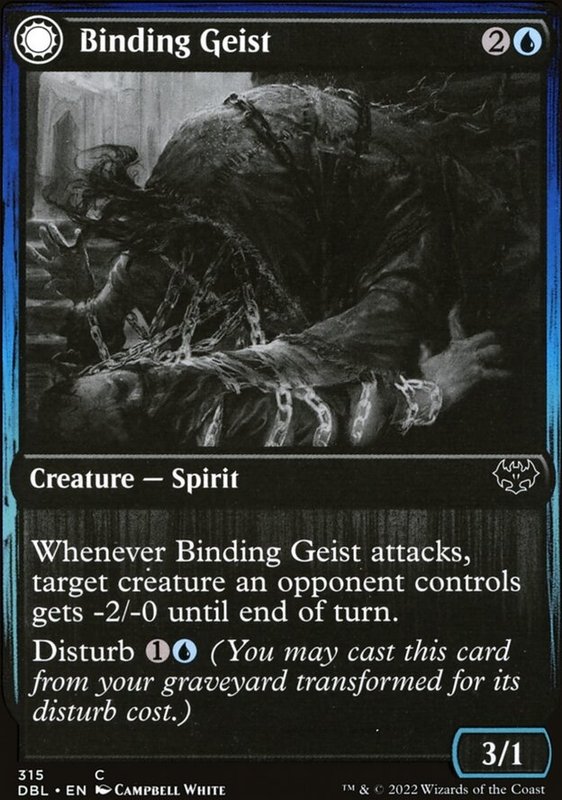 Binding Geist 2
Creature — Spirit
Whenever Binding Geist attacks,
target creature an opponent controls
gets -2/-0 until end of turn.
Disturb 1 (You may cast this card
from your graveyard transformed for its
disturb cost.)
3/1
315 C
DBL • EN Campbell White
™ & © 2022 Wizards of the Coast